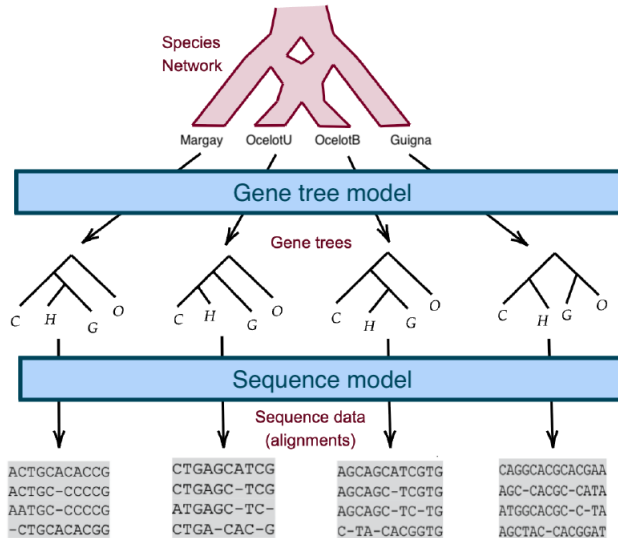 Species
Network
Margay OcelotU OcelotB Guigna
Gene tree model
Gene trees
C H G O C H G O C H G O C H G O
Sequence model
Sequence data
(alignments)
ACTGCACACCG CTGAGCATCG AGCAGCATCGTG CAGGCACGCACGAA
ACTGC-CCCCG CTGAGC-TCG AGCAGC-TCGTG AGC-CACGC-CATA
AATGC-CCCCG ATGAGC-TC- AGCAGC-TC-TG ATGGCACGC-C-TA
-CTGCACACGG CTGA-CAC-G C-TA-CACGGTG AGCTAC-CACGGAT